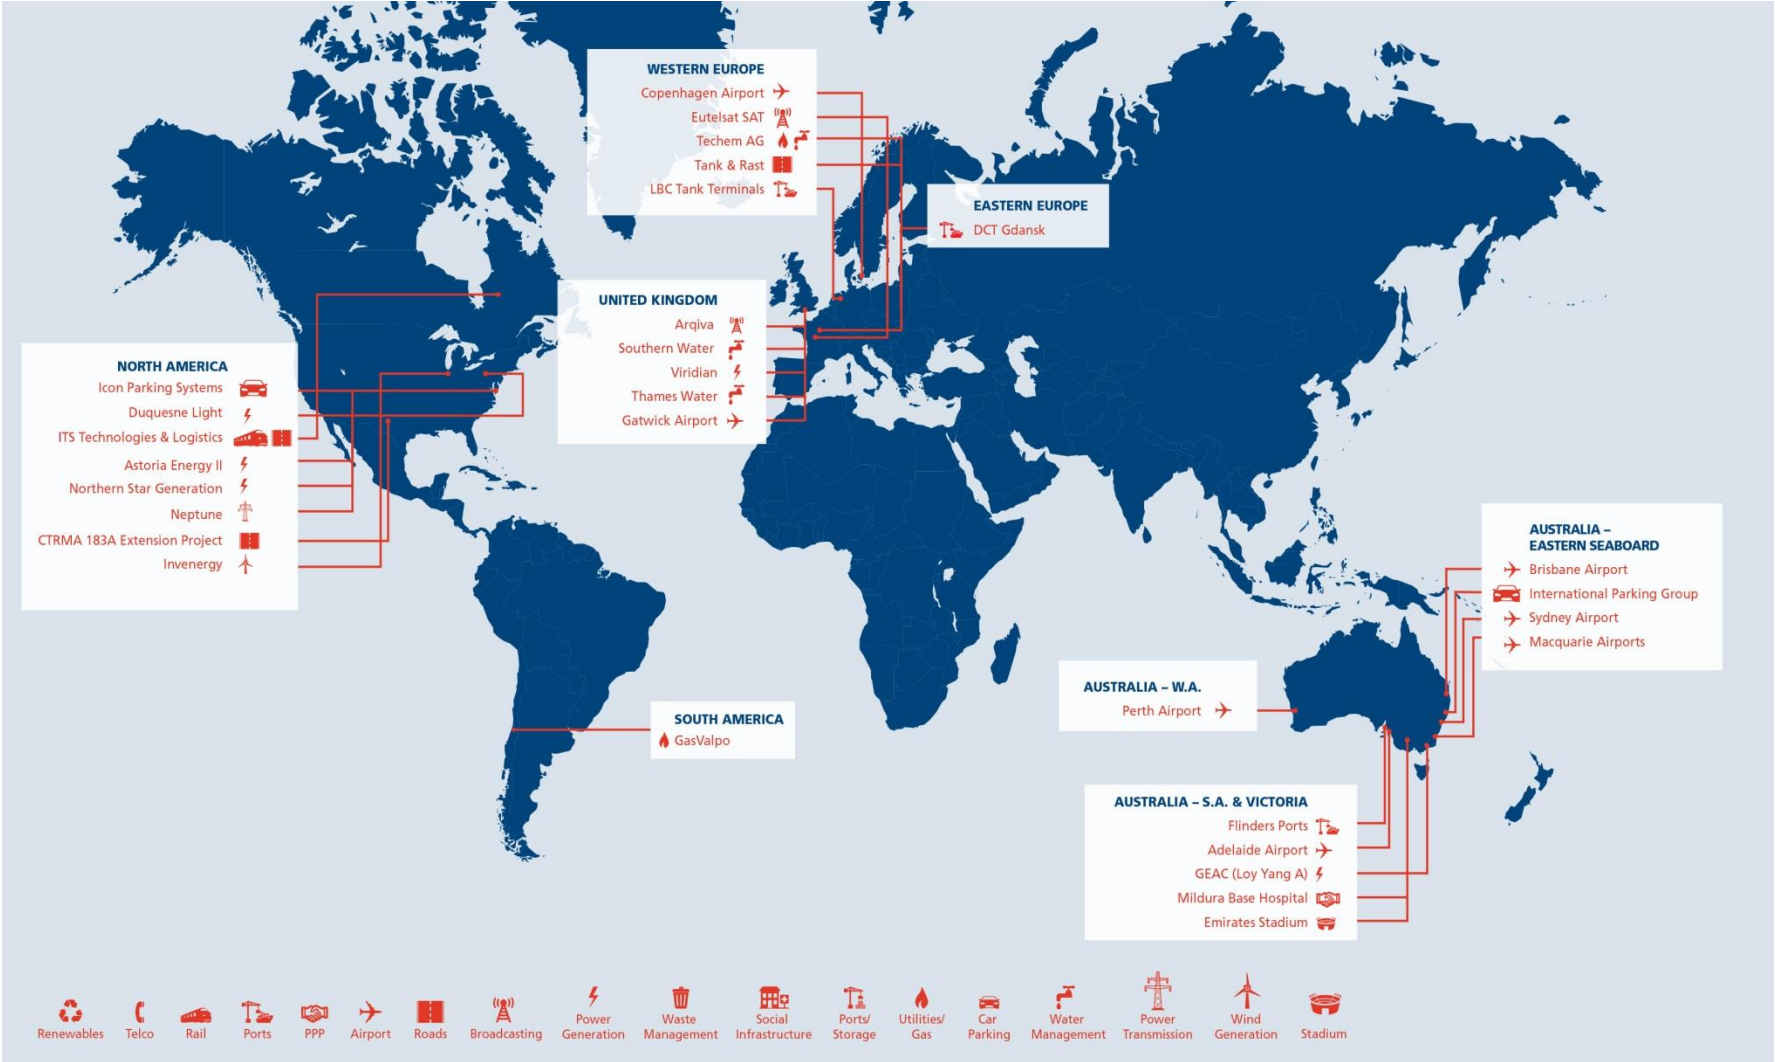 WESTERN EUROPE
Copenhagen Airport
Eutelsat SAT
Techem AG
Tank & Rast
LBC Tank Terminals
EASTERN EUROPE
DCT Gdansk
UNITED KINGDOM
Arqiva
Southern Water
Viridian
Thames Water
Gatwick Airport
NORTH AMERICA
Icon Parking Systems
Duquesne Light
ITS Technologies & Logistics
Astoria Energy II
Northern Star Generation
Neptune
CTRMA 183A Extension Project
Invenergy
SOUTH AMERICA
GasValpo
AUSTRALIA –
EASTERN SEABOARD
Brisbane Airport
International Parking Group
Sydney Airport
Macquarie Airports
AUSTRALIA – W.A.
Perth Airport
AUSTRALIA – S.A. & VICTORIA
Flinders Ports
Adelaide Airport
GEAC (Loy Yang A)
Mildura Base Hospital
Emirates Stadium
Renewables
Telco
Rail
Ports
PPP
Airport
Roads
Broadcasting
Power
Generation
Waste
Management
Social
Infrastructure
Ports/
Storage
Utilities/
Gas
Car
Parking
Water
Management
Power
Transmission
Wind
Generation
Stadium